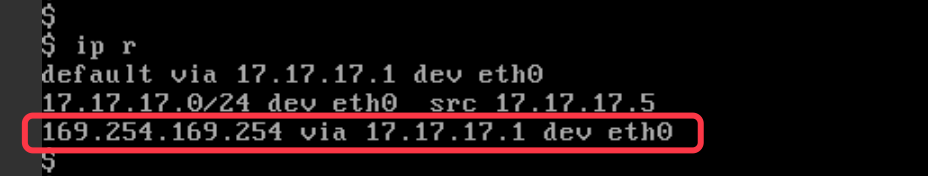 $
$ ip r
default via 17.17.17.1 dev eth0
17.17.17.0/24 dev eth0  src 17.17.17.5
169.254.169.254 via 17.17.17.1 dev eth0
$